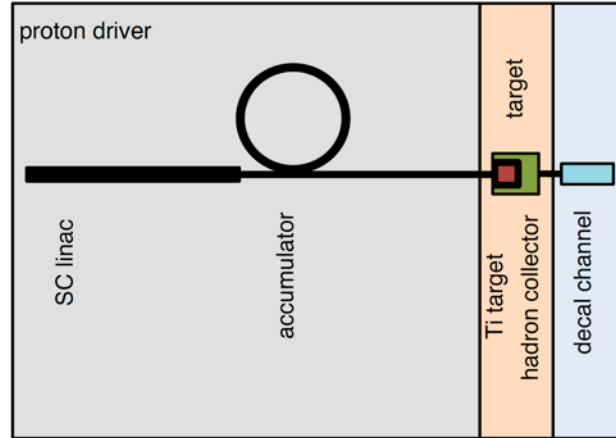 proton driver
target
SC linac
accumulator
Ti target
hadron collector
decal channel